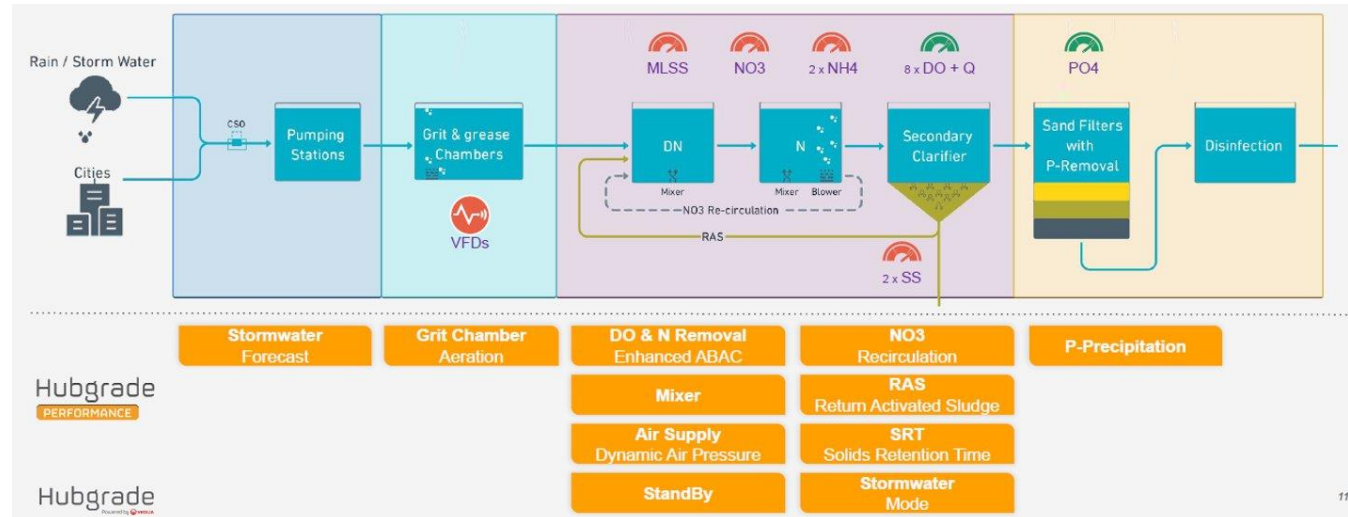 Rain / Storm Water
Cities
CSO
Pumping
Stations
Grit & grease
Chambers
VFDs
MLSS
NO3
2 x NH4
8 x DO + Q
PO4
DN
Mixer
N
Mixer
Blower
NO3 Re-circulation
RAS
Secondary
Clarifier
2 x SS
Sand Filters
with
P-Removal
Disinfection
Stormwater
Forecast
Grit Chamber
Aeration
DO & N Removal
Enhanced ABAC
NO3
Recirculation
P-Precipitation
Hubgrade
PERFORMANCE
Mixer
RAS
Return Activated Sludge
Air Supply
Dynamic Air Pressure
SRT
Solids Retention Time
Hubgrade
Powered by VEOLIA
StandBy
Stormwater
Mode
11